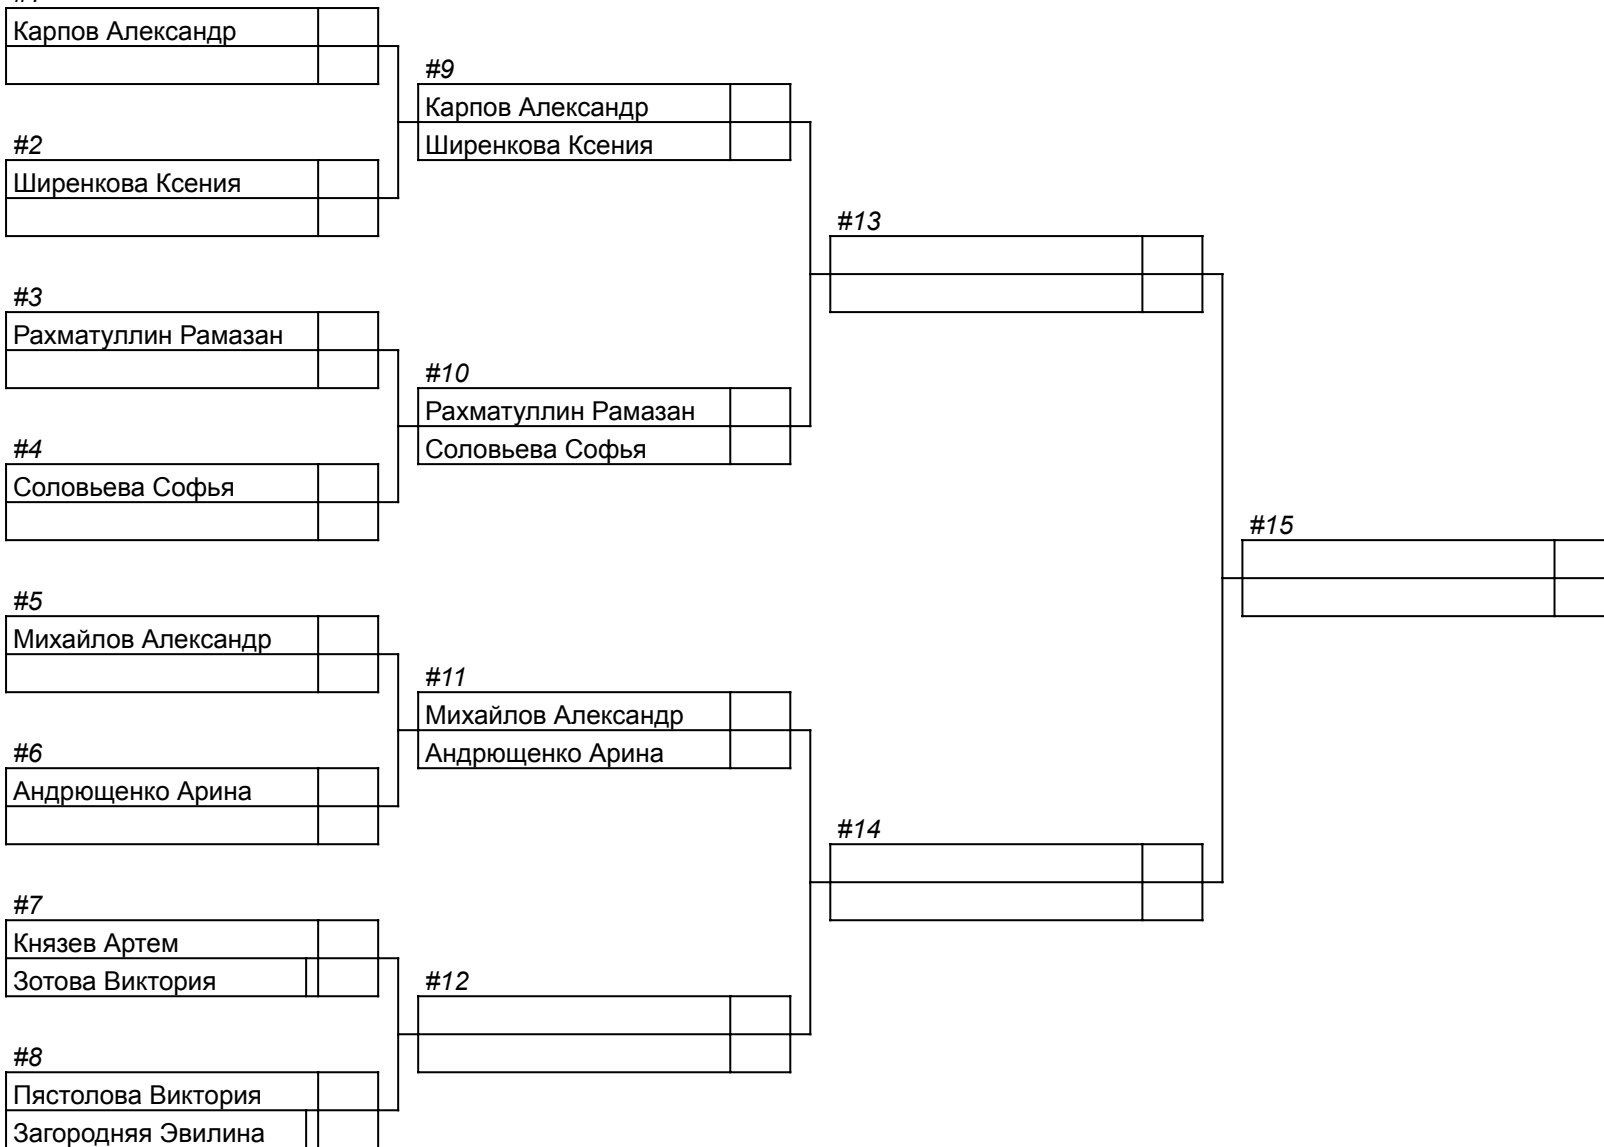 Карпов Александр
#9
Карпов Александр
Ширенкова Ксения
#2
Ширенкова Ксения
#13
#3
Рахматуллин Рамазан
#10
Рахматуллин Рамазан
Соловьева Софья
#4
Соловьева Софья
#15
#5
Михайлов Александр
#11
Михайлов Александр
Андрющенко Арина
#6
Андрющенко Арина
#14
#7
Князев Артем
Зотова Виктория
#12
#8
Пястолова Виктория
Загородняя Эвилина